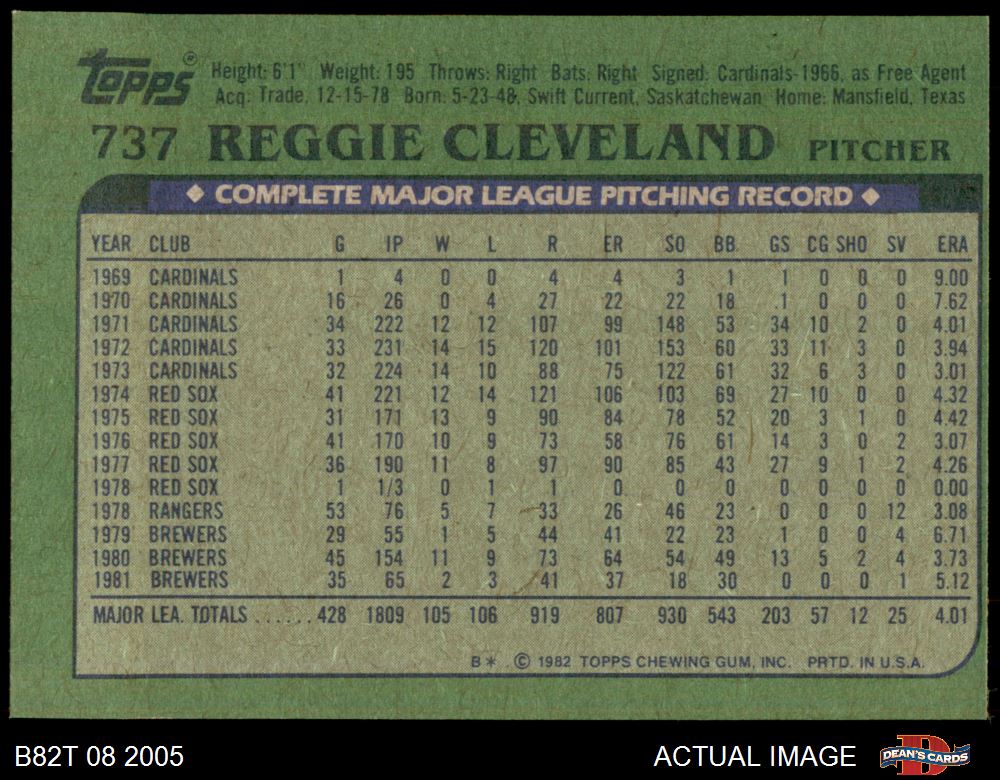 Topps® Height: 6'1" Weight: 195 Throws: Right Bats: Right Signed: Cardinals-1966, as Free Agent
Acq: Trade, 12-15-78 Born: 5-23-48, Swift Current, Saskatchewan Home: Mansfield, Texas
737 REGGIE CLEVELAND PITCHER
◆ COMPLETE MAJOR LEAGUE PITCHING RECORD ◆
YEAR CLUB G IP W L R ER SO BB GS CG SHO SV ERA
1969 CARDINALS 1 4 0 0 4 4 3 1 1 0 0 0 9.00
1970 CARDINALS 16 26 0 4 27 22 22 18 1 0 0 0 7.62
1971 CARDINALS 34 222 12 12 107 99 148 53 34 10 2 0 4.01
1972 CARDINALS 33 231 14 15 120 101 153 60 33 11 3 0 3.94
1973 CARDINALS 32 224 14 10 88 75 122 61 32 6 3 0 3.01
1974 RED SOX 41 221 12 14 121 106 103 69 27 10 0 0 4.32
1975 RED SOX 31 171 13 9 90 84 78 52 20 3 1 0 4.42
1976 RED SOX 41 170 10 9 73 58 76 61 14 3 0 2 3.07
1977 RED SOX 36 190 11 8 97 90 85 43 27 9 1 2 4.26
1978 RED SOX 1 1/3 0 1 1 0 0 0 0 0 0 0 0.00
1978 RANGERS 53 76 5 7 33 26 46 23 0 0 0 12 3.08
1979 BREWERS 29 55 1 5 44 41 22 23 1 0 0 4 6.71
1980 BREWERS 45 154 11 9 73 64 54 49 13 5 2 4 3.73
1981 BREWERS 35 65 2 3 41 37 18 30 0 0 0 1 5.12
MAJOR LEA. TOTALS ......428 1809 105 106 919 807 930 543 203 57 12 25 4.01
B* © 1982 TOPPS CHEWING GUM, INC. PRTD. IN U.S.A.
B82T 08 2005 ACTUAL IMAGE DEAN'S CARDS